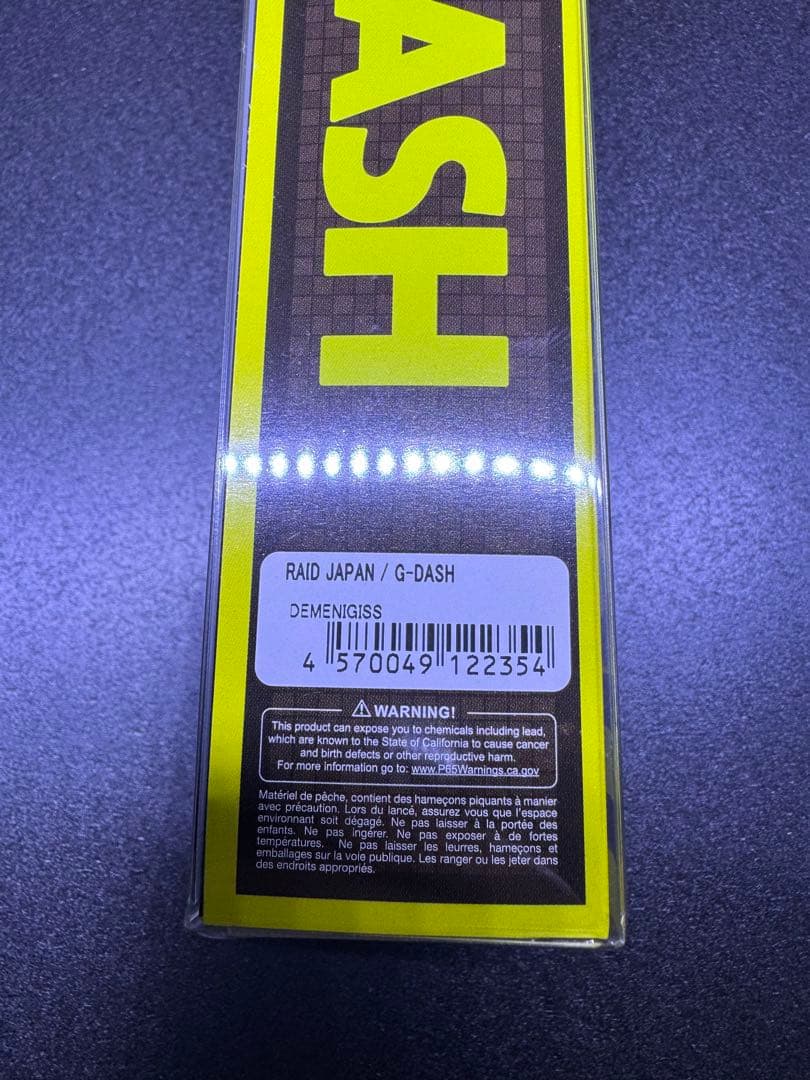 ASH
RAID JAPAN / G-DASH
DEMENIGISS
4 570049 122354
WARNING!
This product can expose you to chemicals including lead,
which are known to the State of California to cause cancer
and birth defects or other reproductive harm.
For more information go to: www.P65Warnings.ca.gov
Matériel de pêche, contient des hameçons piquants à manier
avec précaution. Lors du lancé, assurez vous que l'espace
environnant soit dégagé. Ne pas laisser à la portée des
enfants. Ne pas ingérer. Ne pas exposer à de fortes
températures. Ne pas laisser les leurres, hameçons et
emballages sur la voie publique. Les ranger ou les jeter dans
des endroits appropriés.